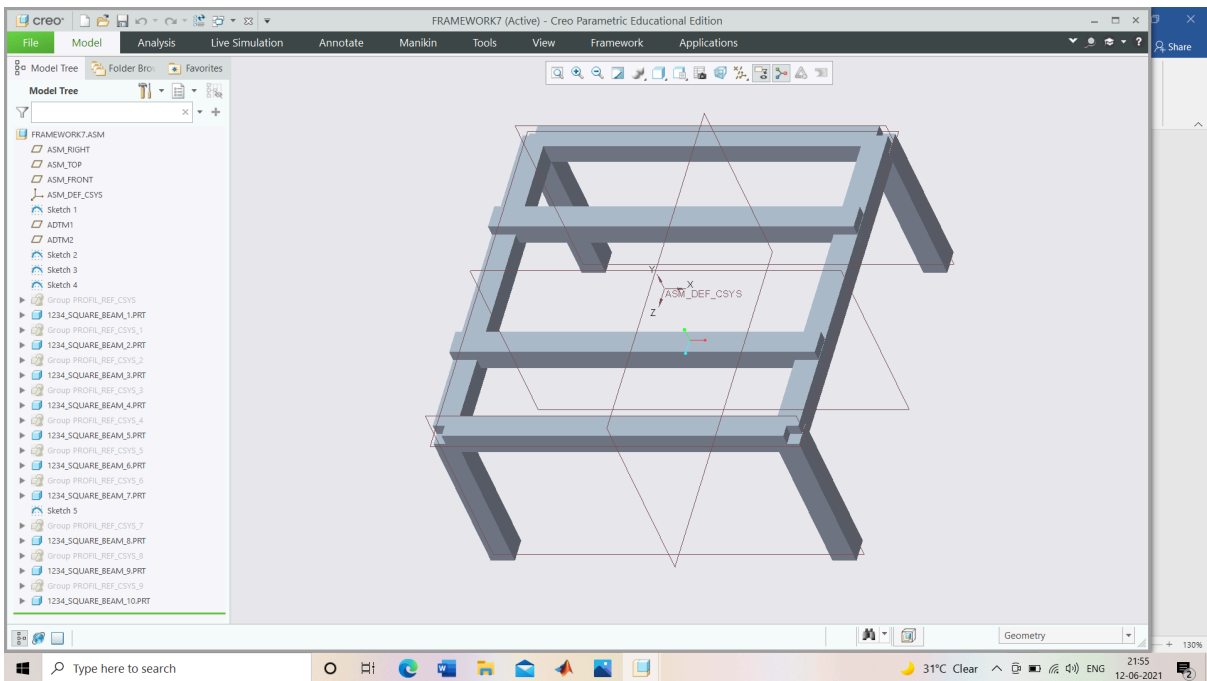 creo®
FRAMEWORK7 (Active) - Creo Parametric Educational Edition
File Model Analysis Live Simulation Annotate Manikin Tools View Framework Applications
Share
Model Tree Folder Bro Favorites
Model Tree
FRAMEWORK7.ASM
ASM_RIGHT
ASM_TOP
ASM_FRONT
ASM_DEF_CSYS
Sketch 1
ADTM1
ADTM2
Sketch 2
Sketch 3
Sketch 4
Group PROFIL_REF_CSYS
1234_SQUARE_BEAM_1.PRT
Group PROFIL_REF_CSYS_1
1234_SQUARE_BEAM_2.PRT
Group PROFIL_REF_CSYS_2
1234_SQUARE_BEAM_3.PRT
Group PROFIL_REF_CSYS_3
1234_SQUARE_BEAM_4.PRT
Group PROFIL_REF_CSYS_4
1234_SQUARE_BEAM_5.PRT
Group PROFIL_REF_CSYS_5
1234_SQUARE_BEAM_6.PRT
Group PROFIL_REF_CSYS_6
1234_SQUARE_BEAM_7.PRT
Sketch 5
Group PROFIL_REF_CSYS_7
1234_SQUARE_BEAM_8.PRT
Group PROFIL_REF_CSYS_8
1234_SQUARE_BEAM_9.PRT
Group PROFIL_REF_CSYS_9
1234_SQUARE_BEAM_10.PRT
Y
X
ASM_DEF_CSYS
Z
Geometry
130%
Type here to search
31°C Clear
ENG
21:55
12-06-2021
2